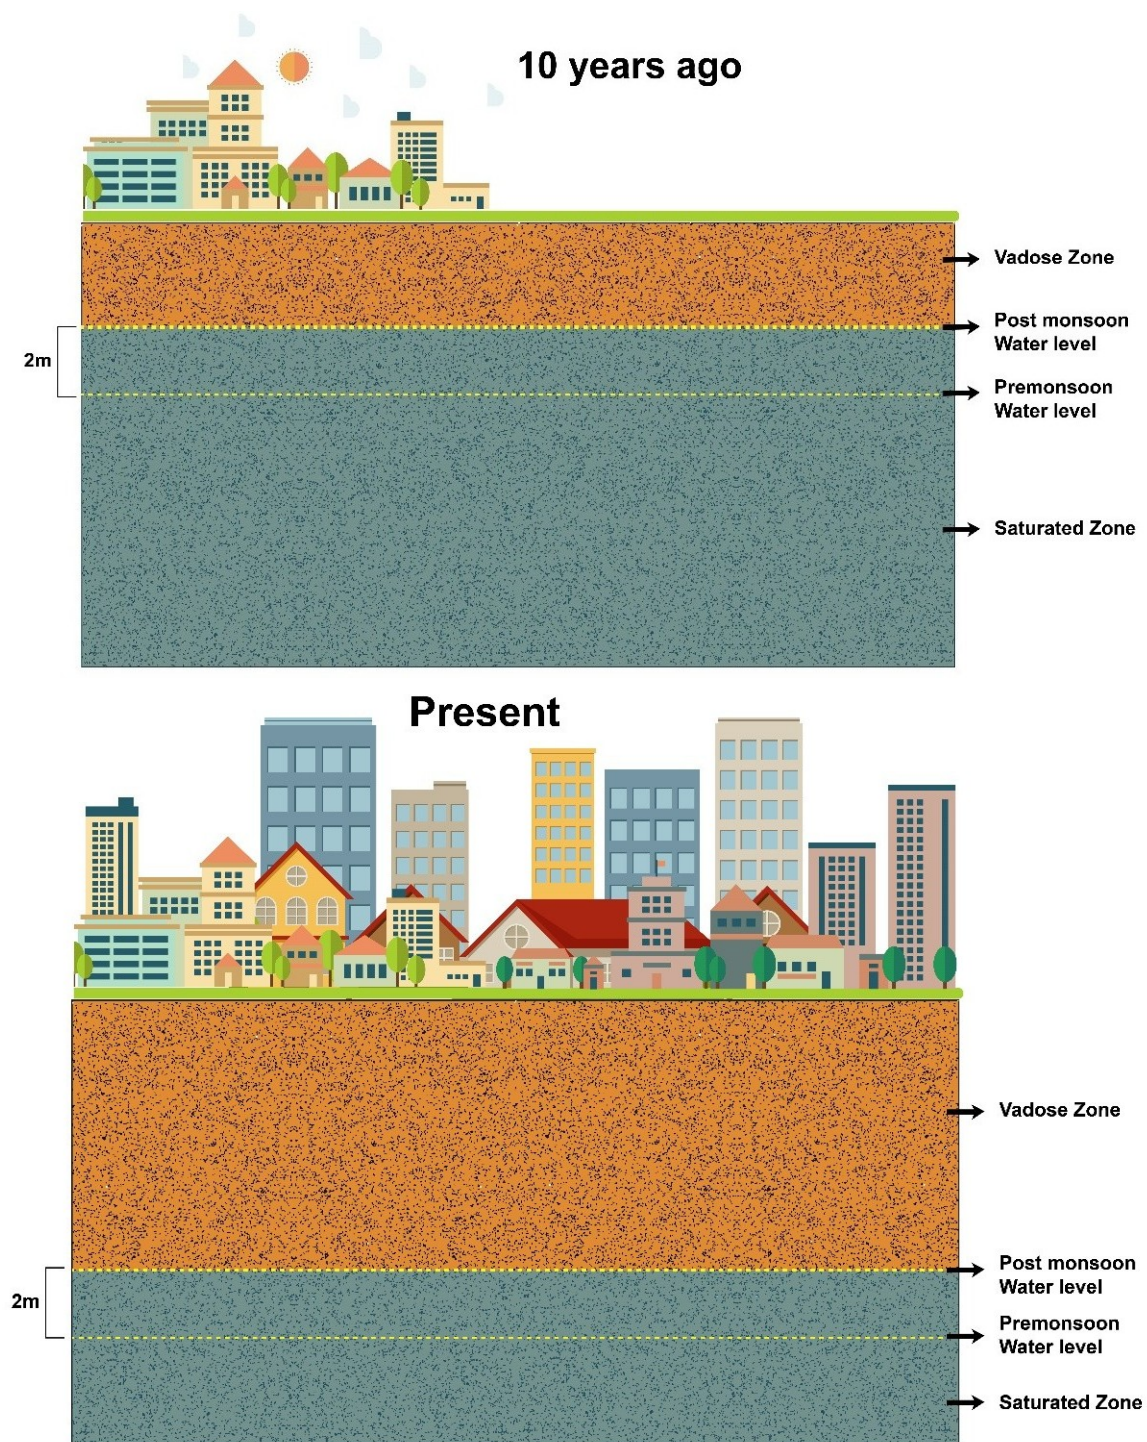 10 years ago
Vadose Zone
Post monsoon
Water level
2m
Premonsoon
Water level
Saturated Zone
Present
Vadose Zone
Post monsoon
Water level
2m
Premonsoon
Water level
Saturated Zone